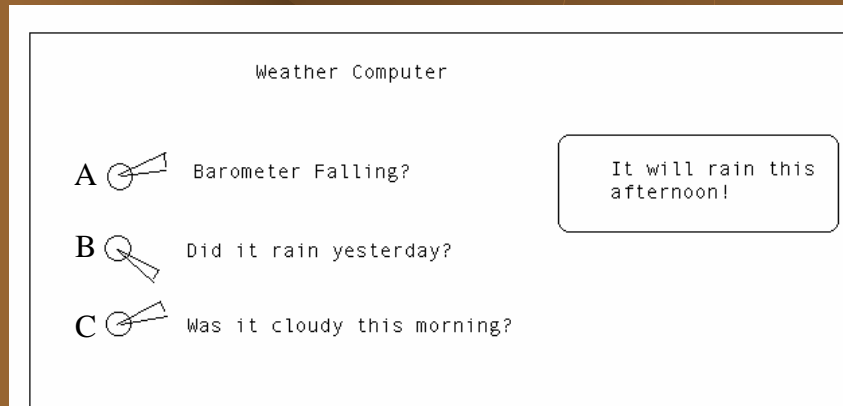 Weather Computer
A Barometer Falling?
It will rain this
afternoon!
B Did it rain yesterday?
C Was it cloudy this morning?